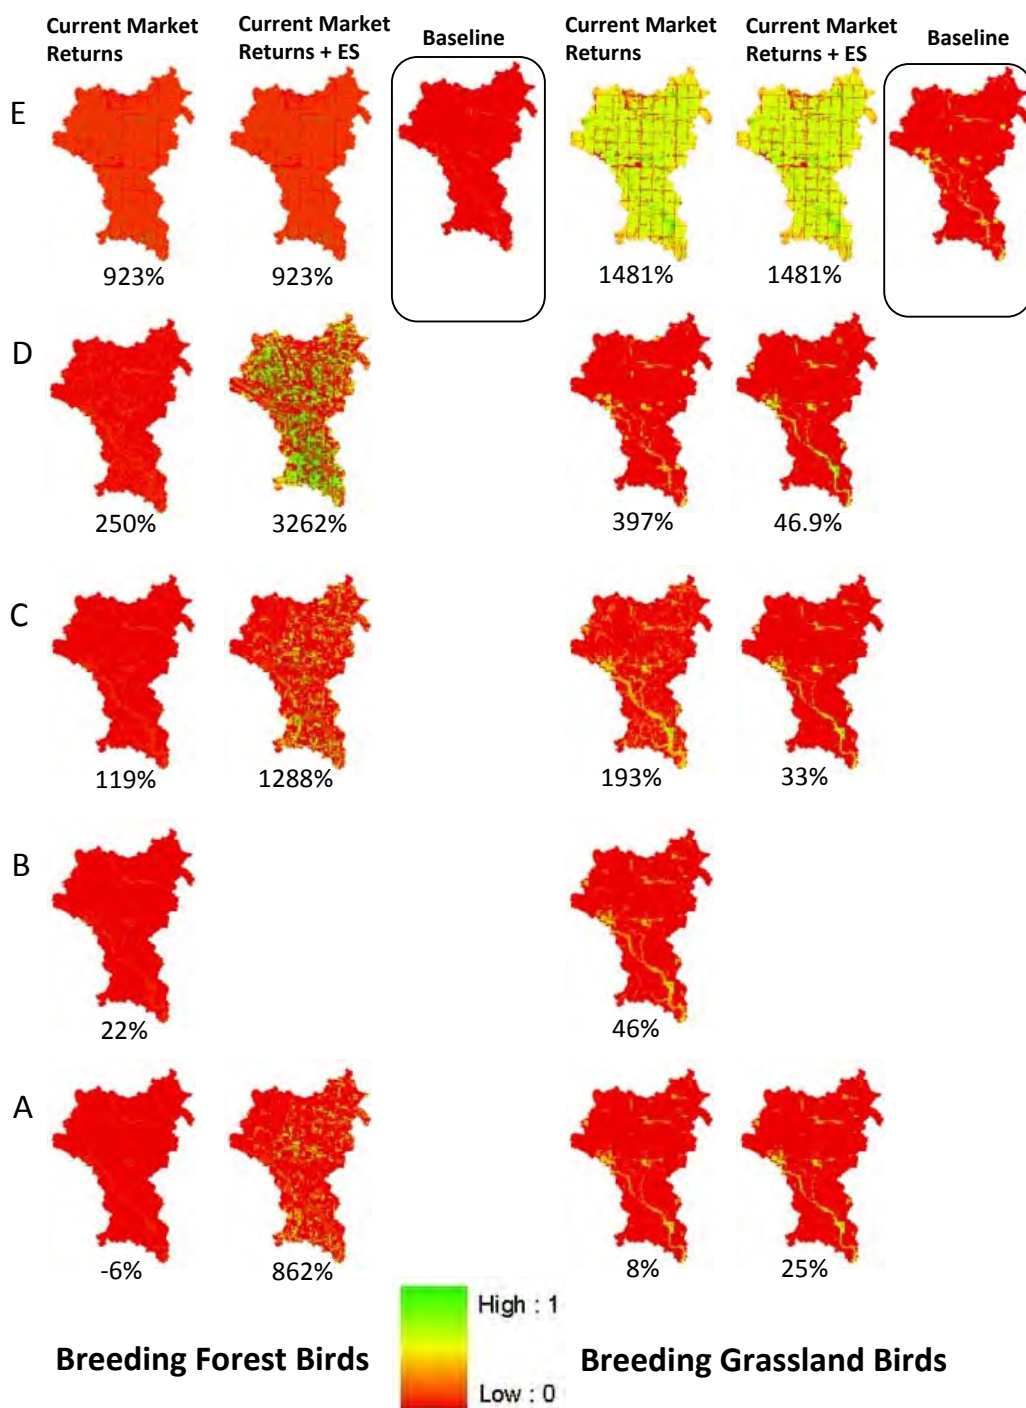 Current Market
Returns
Current Market
Returns + ES
Baseline
Current Market
Returns
Current Market
Returns + ES
Baseline
E
923%
923%
1481%
1481%
D
250%
3262%
397%
46.9%
C
119%
1288%
193%
33%
B
22%
46%
A
-6%
862%
8%
25%
High : 1
Low : 0
Breeding Forest Birds
Breeding Grassland Birds